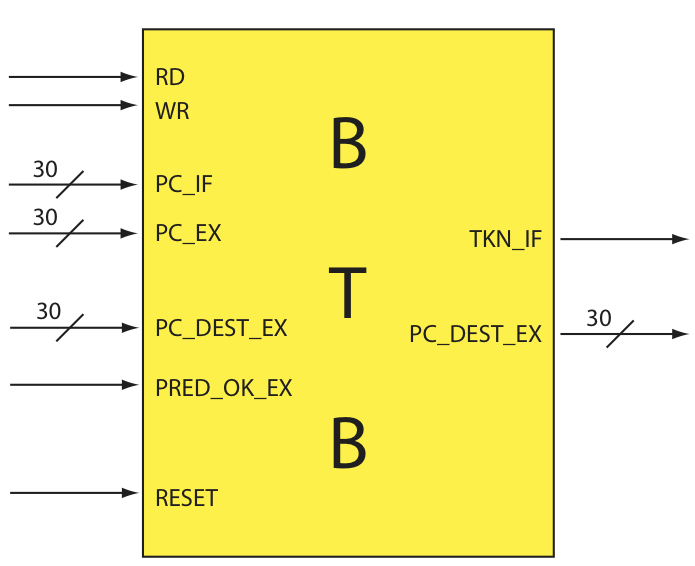 RD
WR
B
30
PC_IF
30
PC_EX
TKN_IF
T
30
PC_DEST_EX
30
PC_DEST_EX
PRED_OK_EX
B
RESET